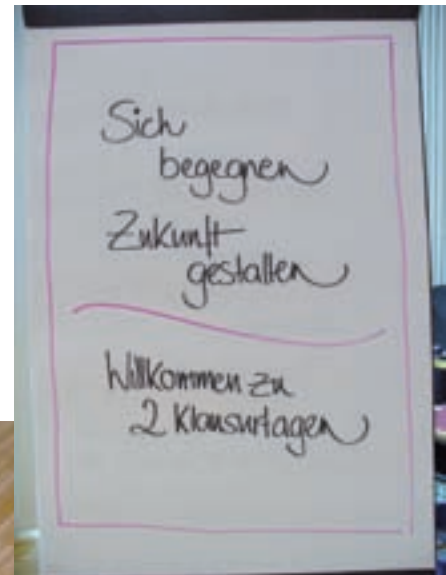 Sich
begegnen
Zukunft
gestalten
Willkommen zu
2 Klausurtagen